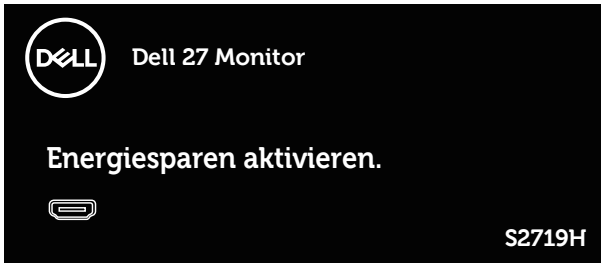 DELL
Dell 27 Monitor
Energiesparen aktivieren.
S2719H